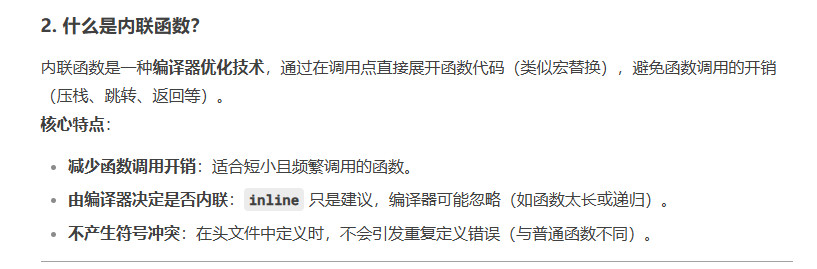 2. 什么是内联函数？
内联函数是一种编译器优化技术，通过在调用点直接展开函数代码（类似宏替换），避免函数调用的开销
（压栈、跳转、返回等）。
核心特点：
• 减少函数调用开销：适合短小且频繁调用的函数。
• 由编译器决定是否内联：inline 只是建议，编译器可能忽略（如函数太长或递归）。
• 不产生符号冲突：在头文件中定义时，不会引发重复定义错误（与普通函数不同）。